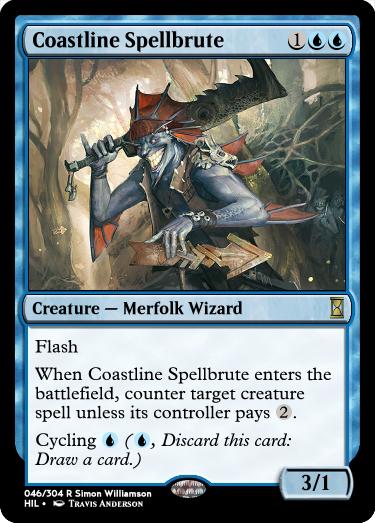 Coastline Spellbrute 1
Creature — Merfolk Wizard
Flash
When Coastline Spellbrute enters the
battlefield, counter target creature
spell unless its controller pays 2.
Cycling (, Discard this card:
Draw a card.)
046/304 R Simon Williamson
HIL • Travis Anderson
3/1